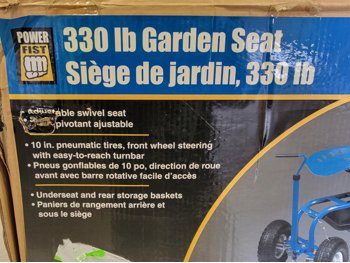 POWER
FIST
330 lb Garden Seat
Siège de jardin, 330 lb
swivel seat
pivotant ajustable
• 10 in. pneumatic tires, front wheel steering
with easy-to-reach turnbar
• Pneus gonflables de 10 po, direction de roue
avant avec barre rotative facile d'accès
• Underseat and rear storage baskets
• Paniers de rangement arrière et
sous le siège